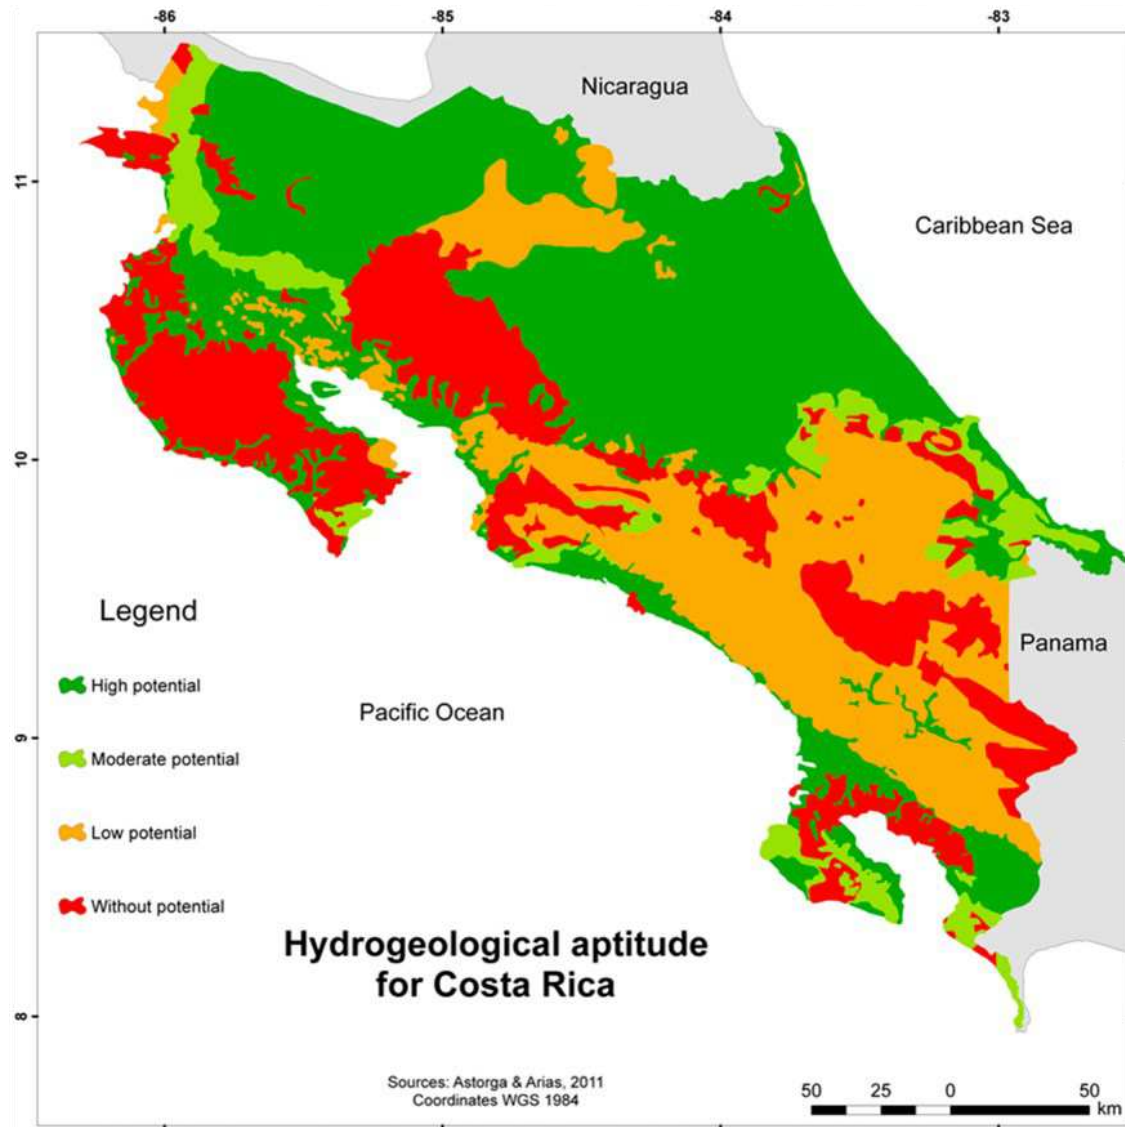 -86
-85
-84
-83
Nicaragua
11
Caribbean Sea
10
Legend
Panama
High potential
Pacific Ocean
9
Moderate potential
Low potential
Without potential
Hydrogeological aptitude
for Costa Rica
8
Sources: Astorga & Arias, 2011
Coordinates WGS 1984
50 25 0 50
km